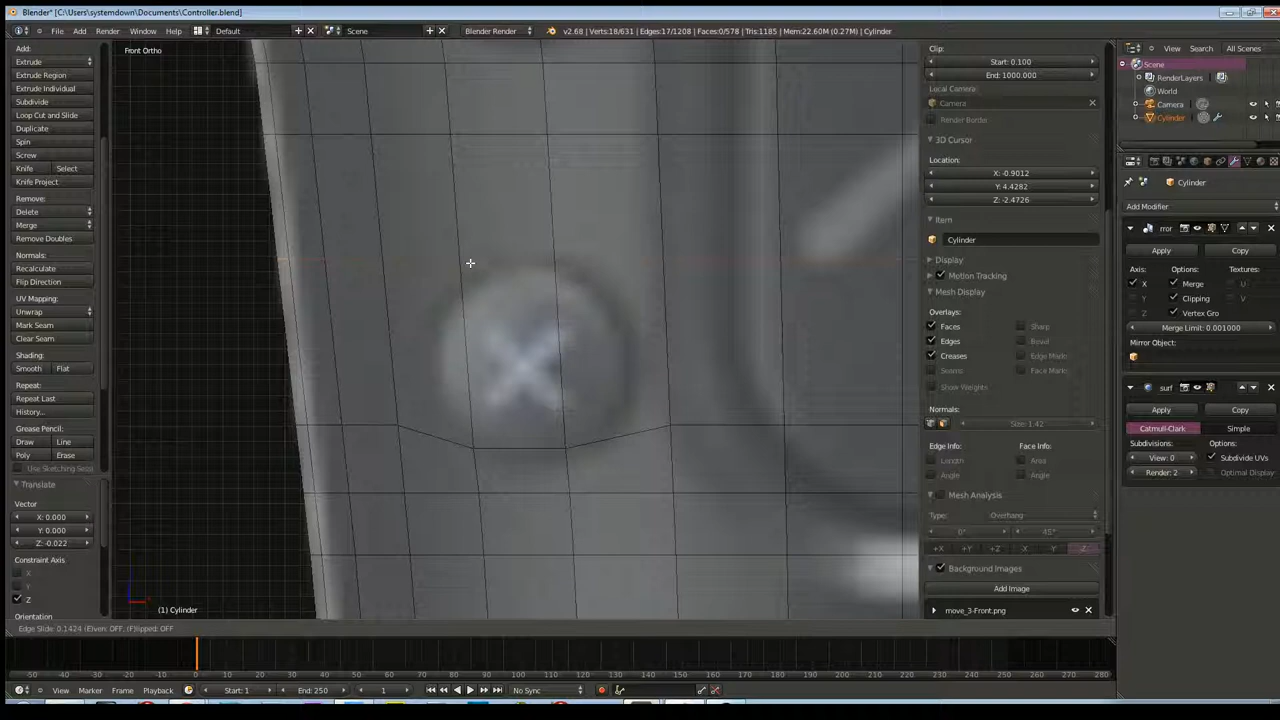 Blender* [C:\Users\systemdown\Documents\Controller.blend]
File Add Render Window Help Default Scene Blender Render v2.68 | Verts:18/631 | Edges:17/1208 | Faces:0/578 | Tris:1185 | Mem:22.60M (0.27M) | Cylinder
View Search All Scenes
Front Ortho
Add:
Extrude
Extrude Region
Extrude Individual
Subdivide
Loop Cut and Slide
Duplicate
Spin
Screw
Knife Select
Knife Project
Remove:
Delete
Merge
Remove Doubles
Normals:
Recalculate
Flip Direction
UV Mapping:
Unwrap
Mark Seam
Clear Seam
Shading:
Smooth Flat
Repeat:
Repeat Last
History...
Grease Pencil:
Draw Line
Poly Erase
Use Sketching Sessi
Translate
Vector
X: 0.000
Y: 0.000
Z: -0.022
Constraint Axis
X
Y
Z
Orientation
(1) Cylinder
Edge Slide: 0.1424 (E)ven: OFF, (F)lipped: OFF
Clip:
Start: 0.100
End: 1000.000
Local Camera:
Camera
Render Border
3D Cursor
Location:
X: -0.9012
Y: 4.4282
Z: -2.4726
Item
Cylinder
Display
Motion Tracking
Mesh Display
Overlays:
Faces Sharp
Edges Bevel
Creases Edge Mark
Seams Face Mark
Show Weights
Normals:
Size: 1.42
Edge Info: Face Info:
Length Area
Angle Angle
Mesh Analysis
Type: Overhang
0° 45°
+X +Y +Z -X -Y -Z
Background Images
Add Image
move_3-Front.png
Scene
RenderLayers
World
Camera
Cylinder
Cylinder
Add Modifier
rror
Apply Copy
Axis: Options: Textures:
X Merge U
Y Clipping V
Z Vertex Gro
Merge Limit: 0.001000
Mirror Object:
surf
Apply Copy
Catmull-Clark Simple
Subdivisions: Options:
View: 0 Subdivide UVs
Render: 2 Optimal Display
-50 -40 -30 -20 -10 0 10 20 30 40 50 60 70 80 90 100 110 120 130 140 150 160 170 180 190 200 210 220 230 240 250 260 270 280
View Marker Frame Playback Start: 1 End: 250 1 No Sync